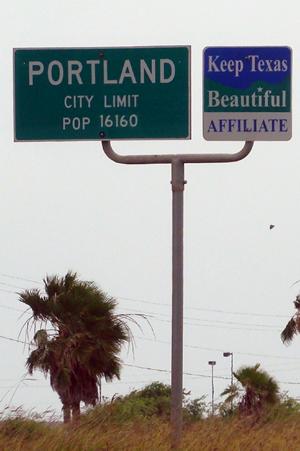 PORTLAND
CITY LIMIT
POP 16160
Keep Texas
Beautiful
AFFILIATE